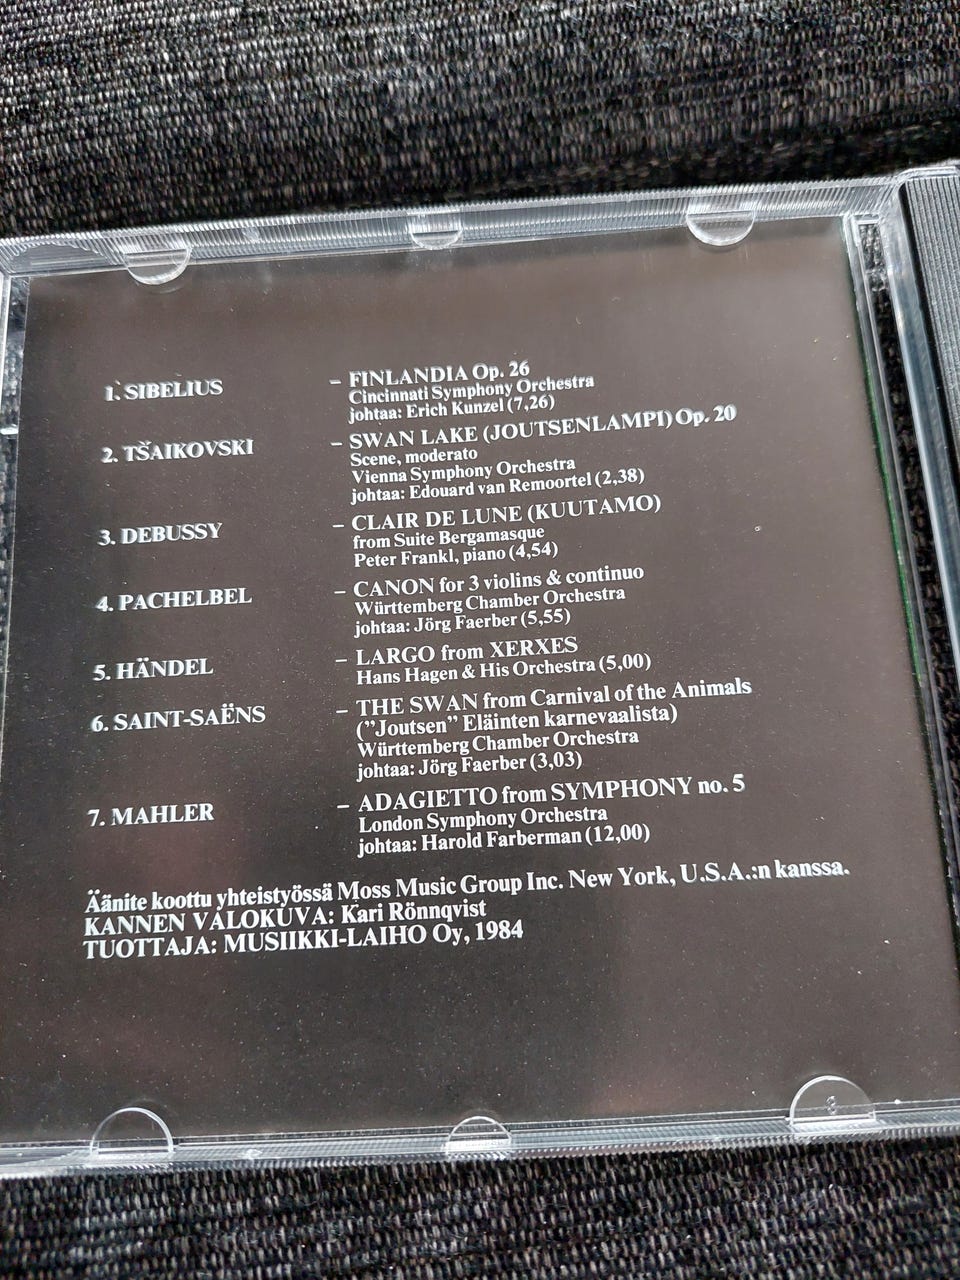 1. SIBELIUS – FINLANDIA Op. 26
Cincinnati Symphony Orchestra
johtaa: Erich Kunzel (7,26)
2. TŠAIKOVSKI – SWAN LAKE (JOUTSENLAMPI) Op. 20
Scene, moderato
Vienna Symphony Orchestra
johtaa: Edouard van Remoortel (2,38)
3. DEBUSSY – CLAIR DE LUNE (KUUTAMO)
from Suite Bergamasque
Peter Frankl, piano (4,54)
4. PACHELBEL – CANON for 3 violins & continuo
Württemberg Chamber Orchestra
johtaa: Jörg Faerber (5,55)
5. HÄNDEL – LARGO from XERXES
Hans Hagen & His Orchestra (5,00)
6. SAINT-SAËNS – THE SWAN from Carnival of the Animals
("Joutsen" Eläinten karnevaalista)
Württemberg Chamber Orchestra
johtaa: Jörg Faerber (3,03)
7. MAHLER – ADAGIETTO from SYMPHONY no. 5
London Symphony Orchestra
johtaa: Harold Farberman (12,00)
Äänite koottu yhteistyössä Moss Music Group Inc. New York, U.S.A.:n kanssa.
KANNEN VALOKUVA: Kari Rönnqvist
TUOTTAJA: MUSIIKKI-LAIHO Oy, 1984